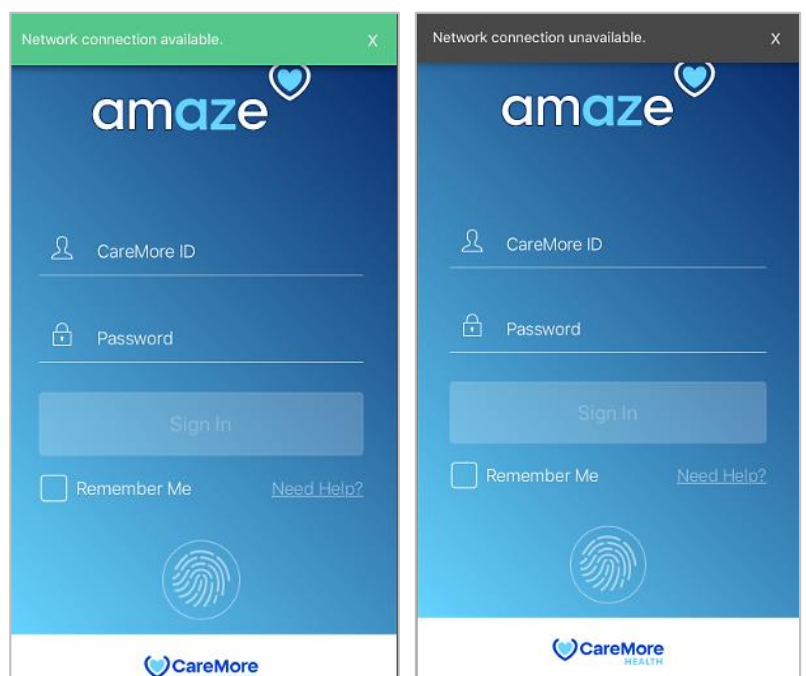 Network connection available. X
amaze
CareMore ID
Password
Sign In
Remember Me Need Help?
CareMore
Network connection unavailable. X
amaze
CareMore ID
Password
Sign In
Remember Me Need Help?
CareMore
HEALTH